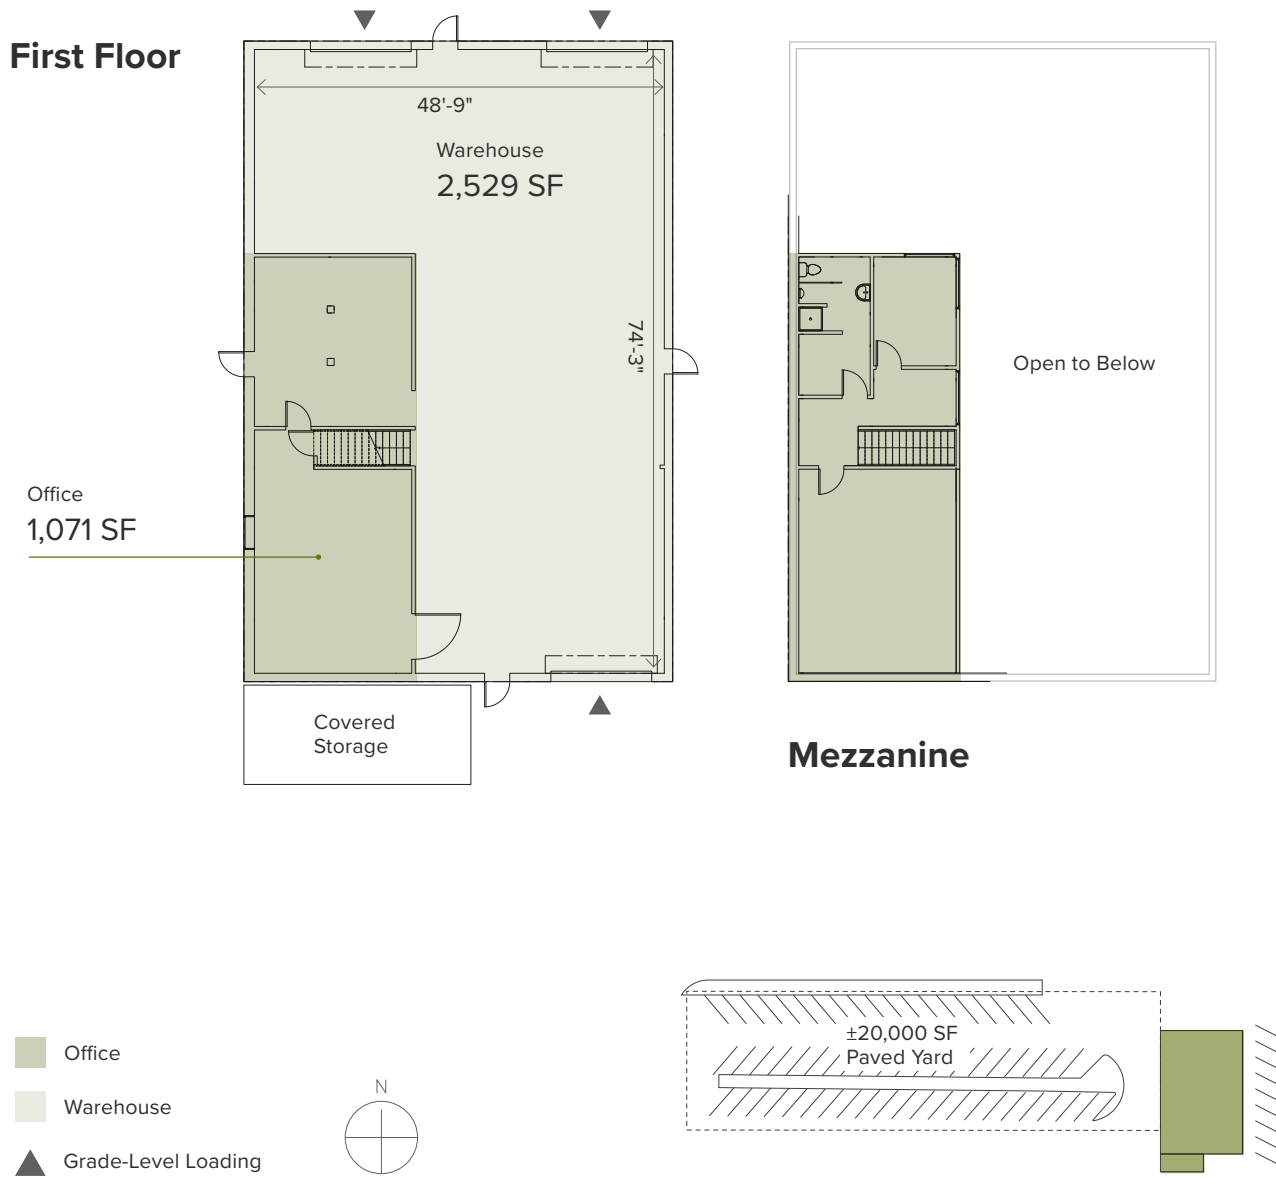 First Floor
48'-9"
Warehouse
2,529 SF
74'-3"
Open to Below
Office
1,071 SF
Covered
Storage
Mezzanine
±20,000 SF
Paved Yard
Office
N
Warehouse
Grade-Level Loading